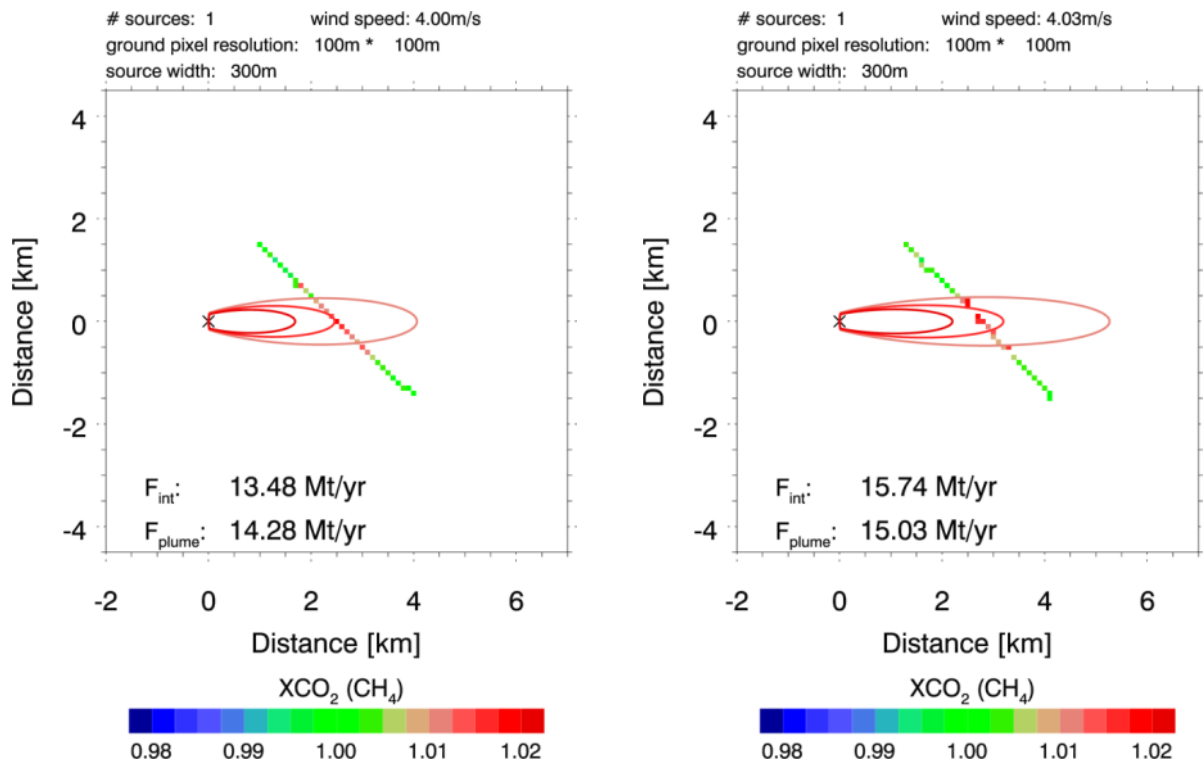 # sources: 1 wind speed: 4.00m/s
ground pixel resolution: 100m * 100m
source width: 300m
4
2
0
-2
-4
Distance [km]
F_int: 13.48 Mt/yr
F_plume: 14.28 Mt/yr
-2 0 2 4 6
Distance [km]
XCO₂ (CH₄)
0.98 0.99 1.00 1.01 1.02
# sources: 1 wind speed: 4.03m/s
ground pixel resolution: 100m * 100m
source width: 300m
4
2
0
-2
-4
Distance [km]
F_int: 15.74 Mt/yr
F_plume: 15.03 Mt/yr
-2 0 2 4 6
Distance [km]
XCO₂ (CH₄)
0.98 0.99 1.00 1.01 1.02